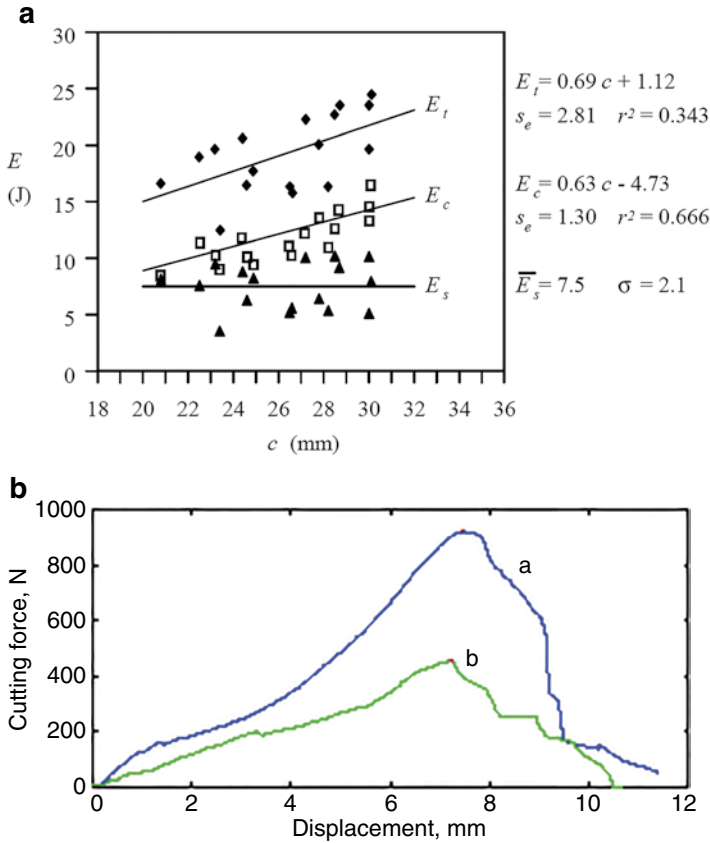 a
30
25
20
15
10
5
0
E
(J)
E_t
E_c
E_s
18 20 22 24 26 28 30 32 34 36
c (mm)
E_t= 0.69 c + 1.12
s_e = 2.81 r² = 0.343
E_c= 0.63 c - 4.73
s_e = 1.30 r² = 0.666
E̅_s= 7.5 σ = 2.1
b
1000
800
600
400
200
0
Cutting force, N
a
b
0 2 4 6 8 10 12
Displacement, mm